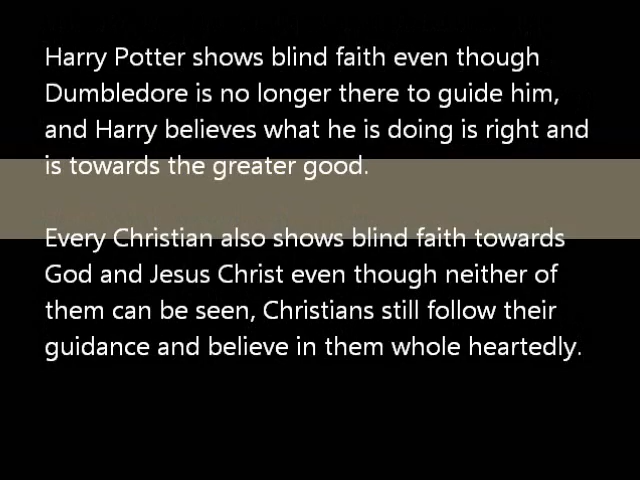 Harry Potter shows blind faith even though
Dumbledore is no longer there to guide him,
and Harry believes what he is doing is right and
is towards the greater good.
Every Christian also shows blind faith towards
God and Jesus Christ even though neither of
them can be seen, Christians still follow their
guidance and believe in them whole heartedly.